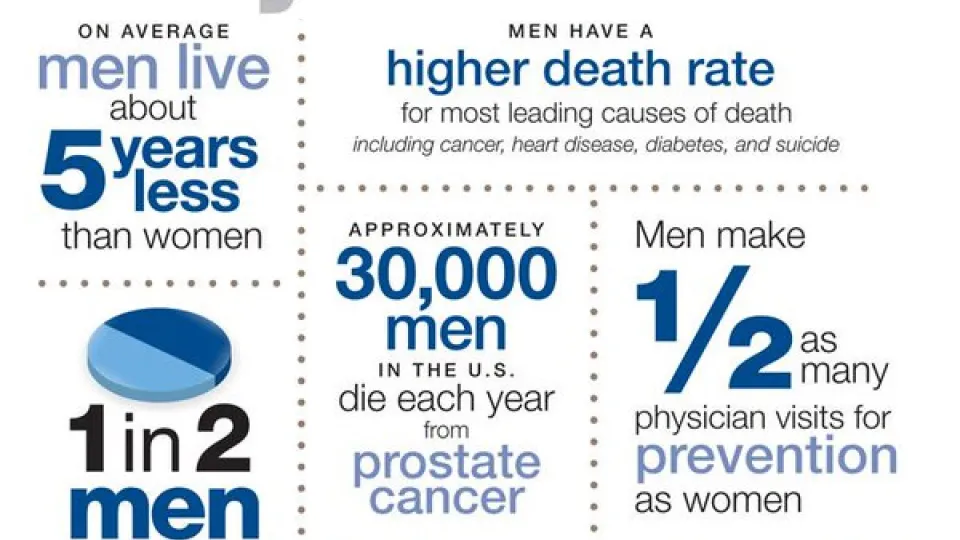 ON AVERAGE
men live
about
5 years
less
than women
MEN HAVE A
higher death rate
for most leading causes of death
including cancer, heart disease, diabetes, and suicide
1 in 2
men
APPROXIMATELY
30,000
men
IN THE U.S.
die each year
from
prostate
cancer
Men make
1/2 as
many
physician visits for
prevention
as women